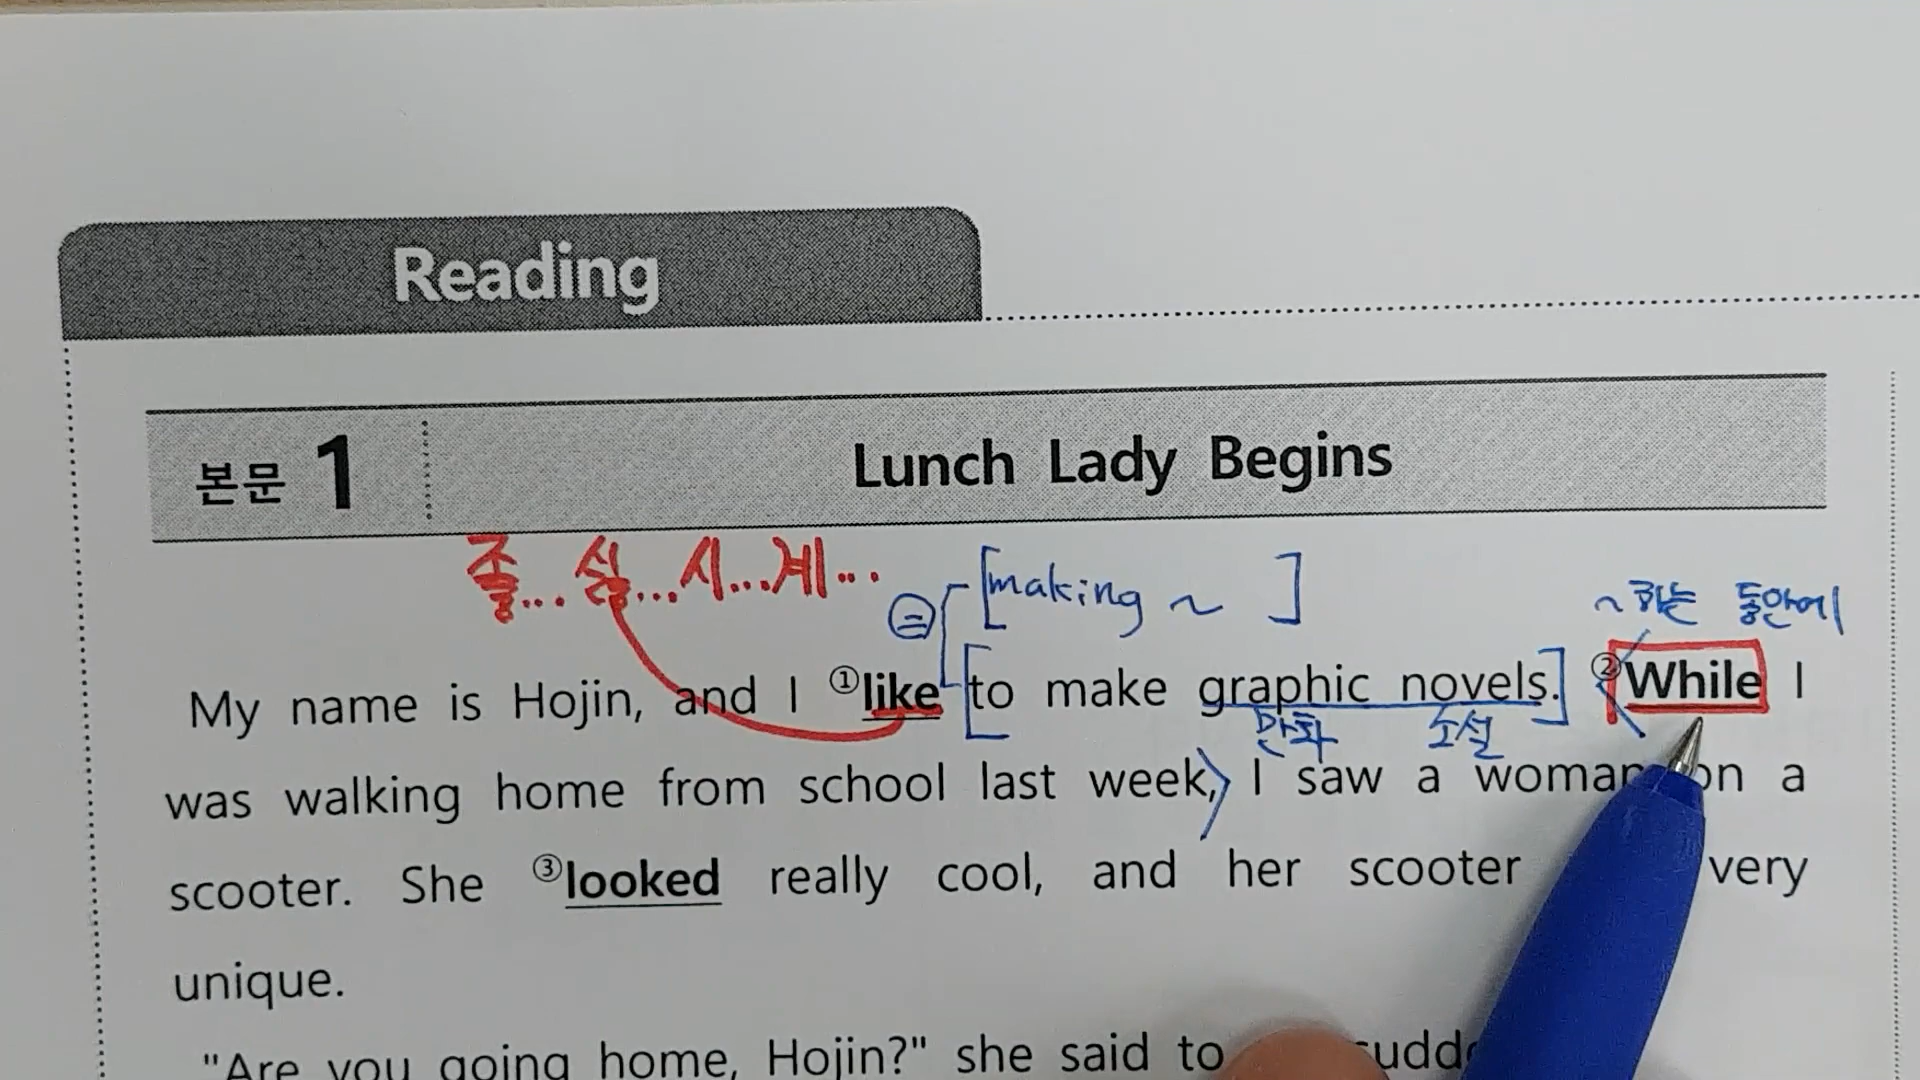 Reading
본문 1 Lunch Lady Begins
좋... 싫... 시...계...
= [making ~ ]
~하는 동안에
My name is Hojin, and I ①like [to make graphic novels.] ②While I
만화 소설
was walking home from school last week, I saw a woman on a
scooter. She ③looked really cool, and her scooter very
unique.
"Are you going home, Hojin?" she said to